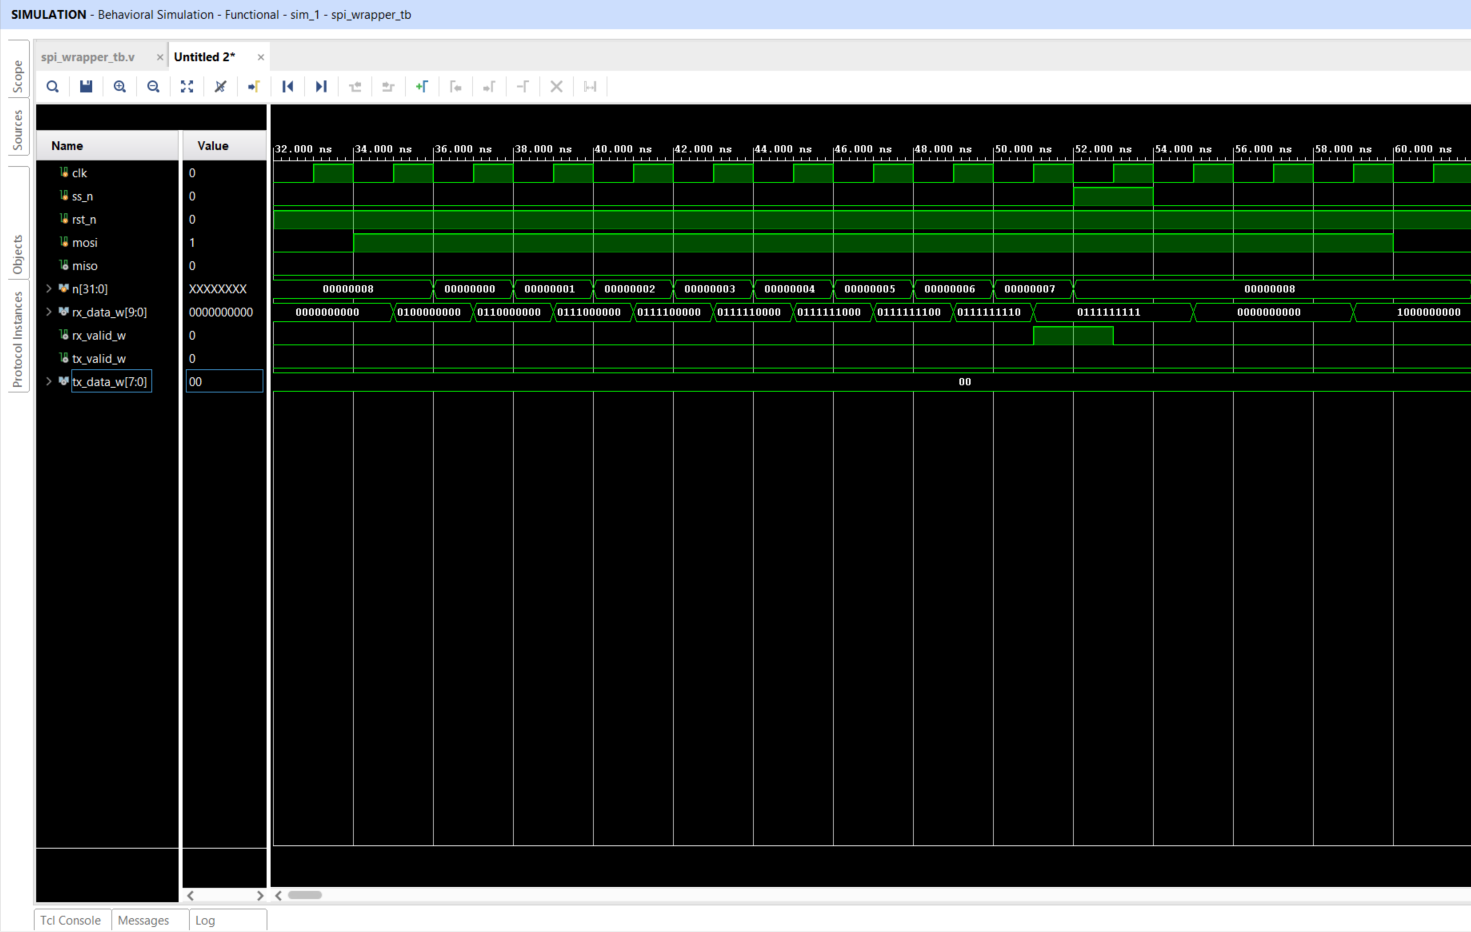 SIMULATION - Behavioral Simulation - Functional - sim_1 - spi_wrapper_tb
spi_wrapper_tb.v × Untitled 2* ×
Scope
Sources
Objects
Protocol Instances
Name Value
32.000 ns 34.000 ns 36.000 ns 38.000 ns 40.000 ns 42.000 ns 44.000 ns 46.000 ns 48.000 ns 50.000 ns 52.000 ns 54.000 ns 56.000 ns 58.000 ns 60.000 ns
clk 0
ss_n 0
rst_n 0
mosi 1
miso 0
n[31:0] XXXXXXXX 00000008 00000000 00000001 00000002 00000003 00000004 00000005 00000006 00000007 00000008
rx_data_w[9:0] 0000000000 0000000000 0100000000 0110000000 0111000000 0111100000 0111110000 0111111000 0111111100 0111111110 0111111111 0000000000 1000000000
rx_valid_w 0
tx_valid_w 0
tx_data_w[7:0] 00 00
Tcl Console Messages Log